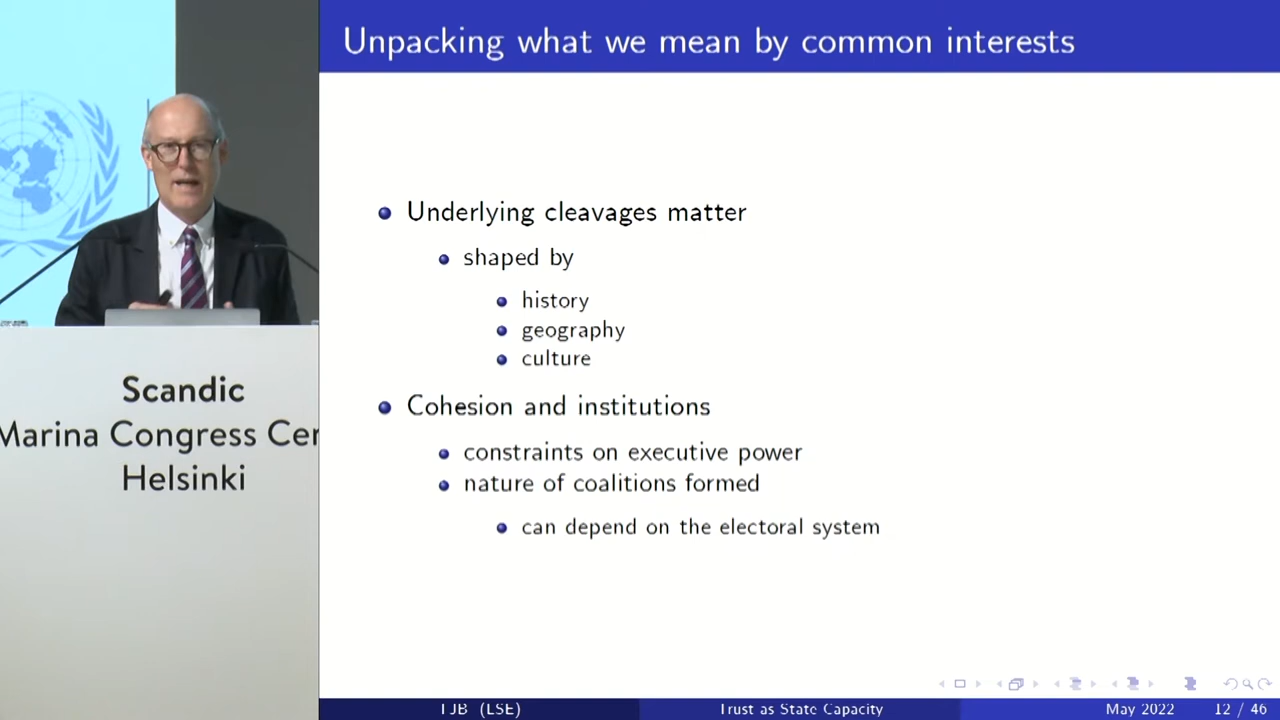 Unpacking what we mean by common interests
Underlying cleavages matter
shaped by
history
geography
culture
Cohesion and institutions
constraints on executive power
nature of coalitions formed
can depend on the electoral system
Scandic
Marina Congress Cen
Helsinki
TJB (LSE)
Trust as State Capacity
May 2022
12 / 46